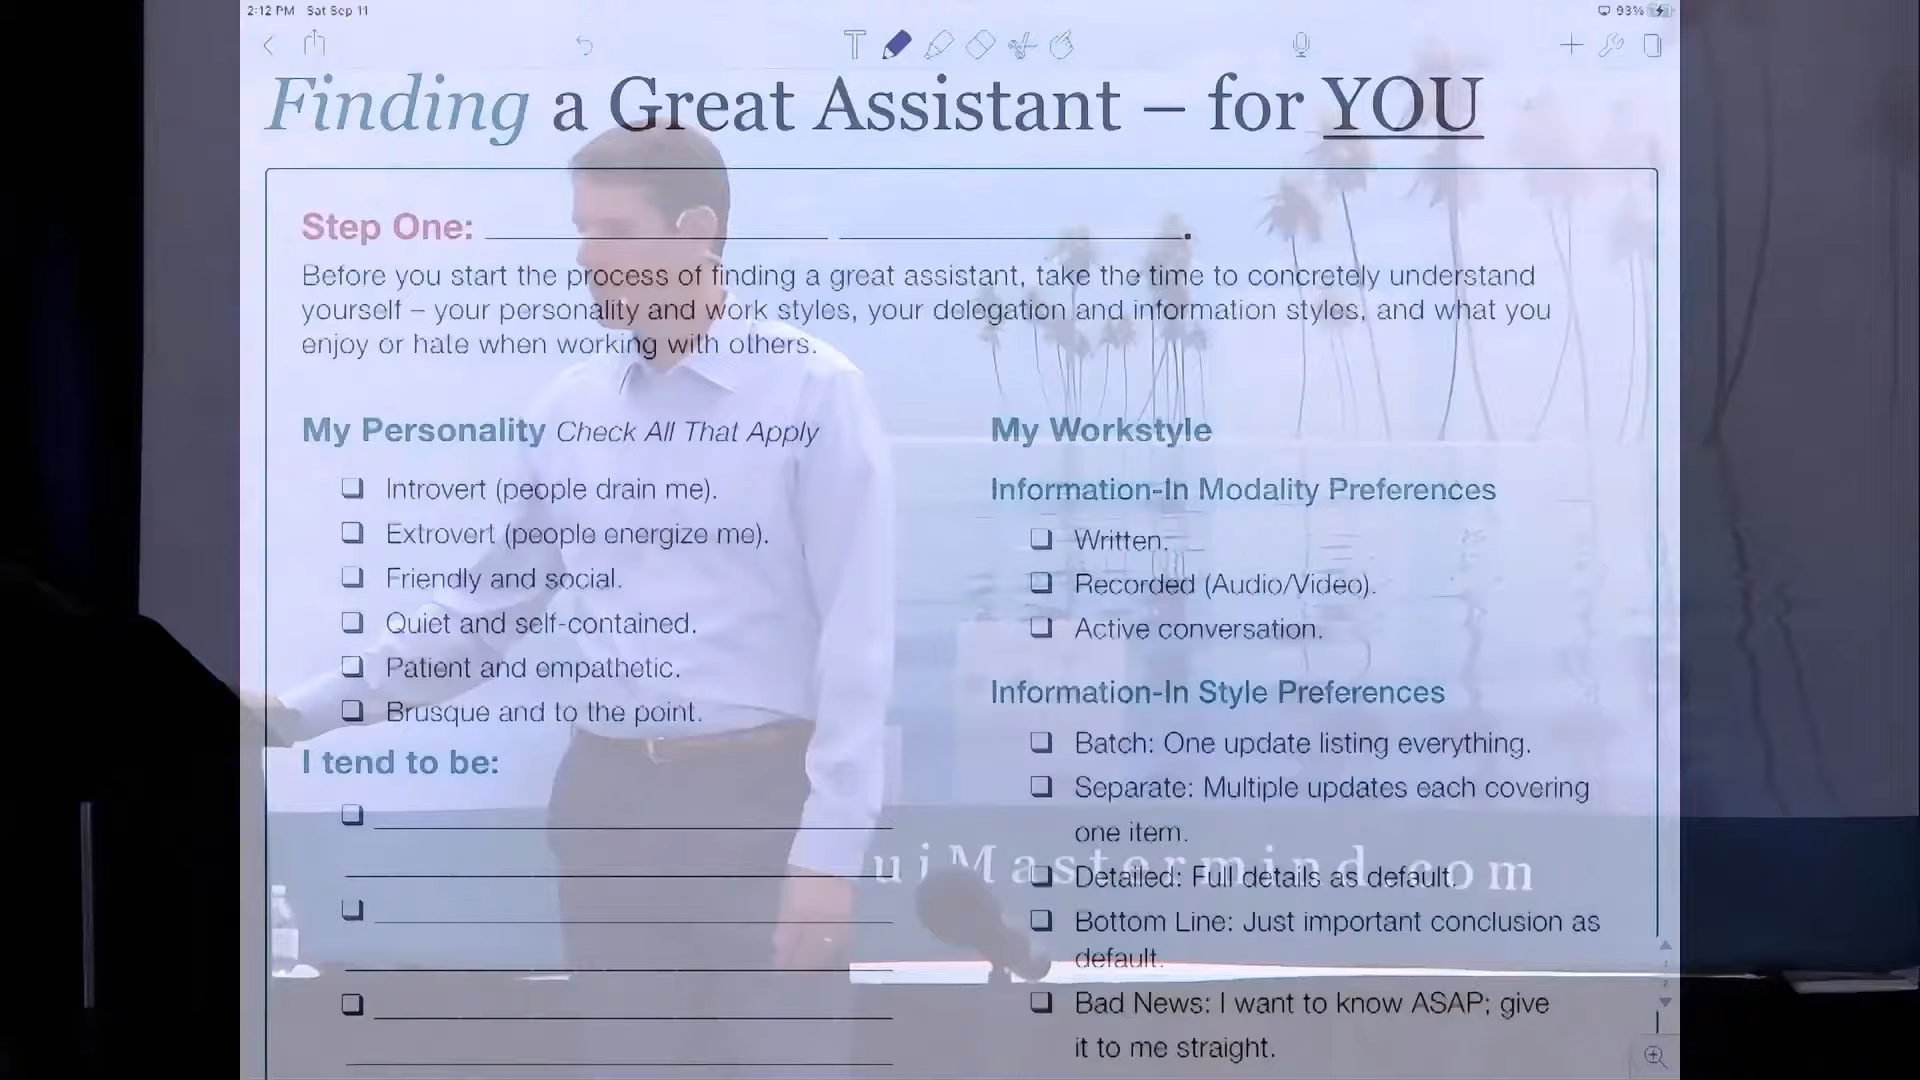 2:12 PM Sat Sep 11
93%
Finding a Great Assistant – for YOU
Step One:
Before you start the process of finding a great assistant, take the time to concretely understand
yourself – your personality and work styles, your delegation and information styles, and what you
enjoy or hate when working with others.
My Personality Check All That Apply
Introvert (people drain me).
Extrovert (people energize me).
Friendly and social.
Quiet and self-contained.
Patient and empathetic.
Brusque and to the point.
I tend to be:
My Workstyle
Information-In Modality Preferences
Written.
Recorded (Audio/Video).
Active conversation.
Information-In Style Preferences
Batch: One update listing everything.
Separate: Multiple updates each covering
one item.
Detailed: Full details as default.
Bottom Line: Just important conclusion as
default.
Bad News: I want to know ASAP; give
it to me straight.
uiMastermind.com